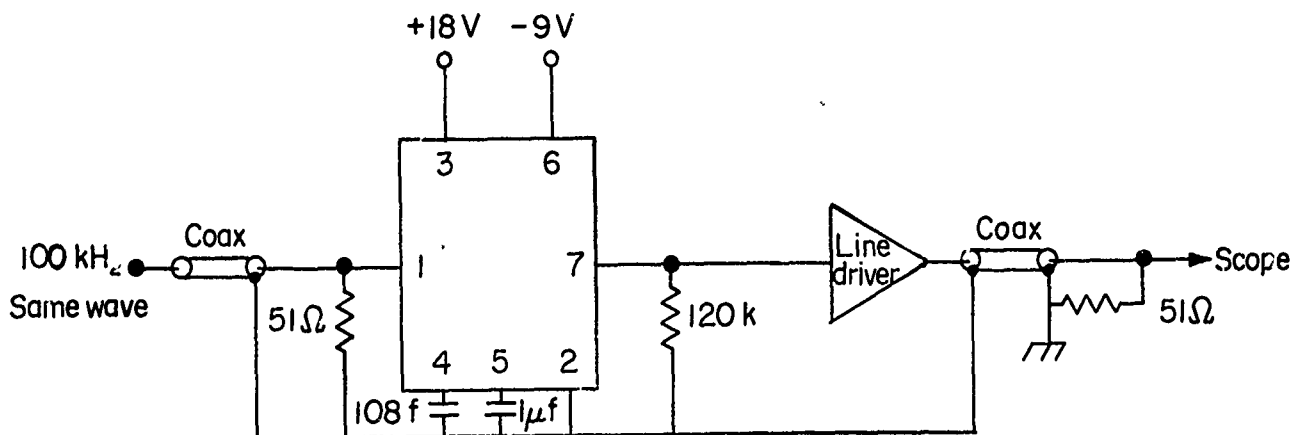 +18V -9V
3 6
Coax
100 kHz
Same wave
1
7
Line
driver
Coax
Scope
51Ω
120 k
51Ω
4 5 2
108 f
1μf